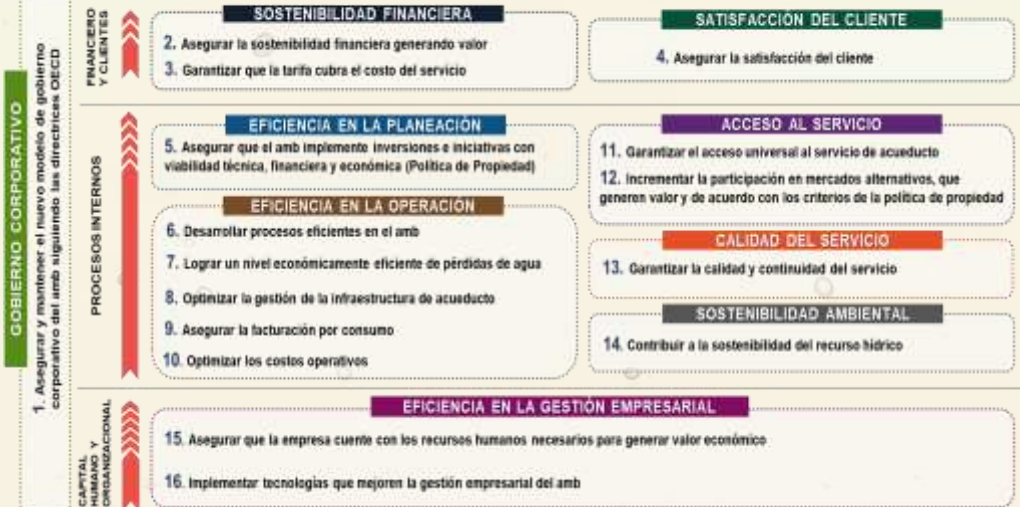 GOBIERNO CORPORATIVO
1. Asegurar y mantener el nuevo modelo de gobierno
corporativo del amb siguiendo las directrices OECD
FINANCIERO
Y CLIENTES
SOSTENIBILIDAD FINANCIERA
2. Asegurar la sostenibilidad financiera generando valor
3. Garantizar que la tarifa cubra el costo del servicio
SATISFACCIÓN DEL CLIENTE
4. Asegurar la satisfacción del cliente
PROCESOS INTERNOS
EFICIENCIA EN LA PLANEACIÓN
5. Asegurar que el amb implemente inversiones e iniciativas con
viabilidad técnica, financiera y económica (Política de Propiedad)
EFICIENCIA EN LA OPERACIÓN
6. Desarrollar procesos eficientes en el amb
7. Lograr un nivel económicamente eficiente de pérdidas de agua
8. Optimizar la gestión de la infraestructura de acueducto
9. Asegurar la facturación por consumo
10. Optimizar los costos operativos
ACCESO AL SERVICIO
11. Garantizar el acceso universal al servicio de acueducto
12. Incrementar la participación en mercados alternativos, que
generen valor y de acuerdo con los criterios de la política de propiedad
CALIDAD DEL SERVICIO
13. Garantizar la calidad y continuidad del servicio
SOSTENIBILIDAD AMBIENTAL
14. Contribuir a la sostenibilidad del recurso hídrico
CAPITAL
HUMANO Y
ORGANIZACIONAL
EFICIENCIA EN LA GESTIÓN EMPRESARIAL
15. Asegurar que la empresa cuente con los recursos humanos necesarios para generar valor económico
16. Implementar tecnologías que mejoren la gestión empresarial del amb